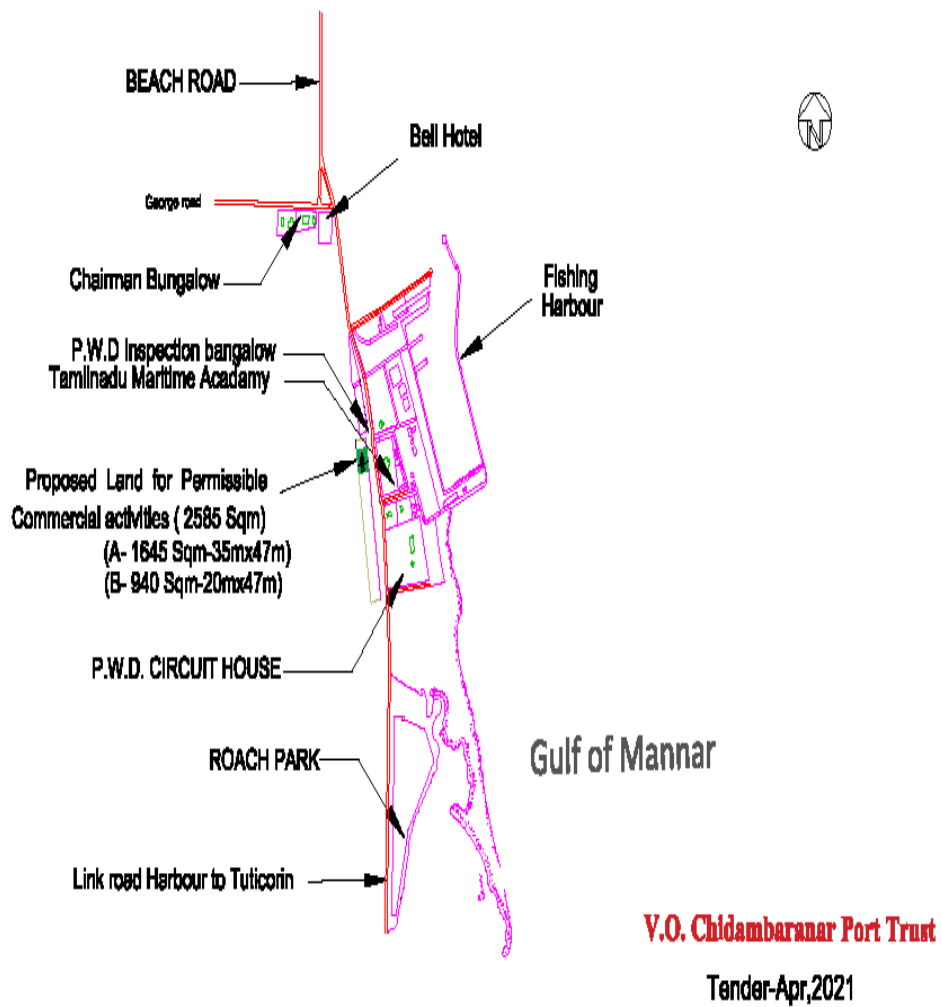 BEACH ROAD
Bell Hotel
N
George road
Chairman Bungalow
Fishing
Harbour
P.W.D Inspection bangalow
Tamilnadu Maritime Acadamy
Proposed Land for Permissible
Commercial activities ( 2585 Sqm)
(A- 1645 Sqm-35mx47m)
(B- 940 Sqm-20mx47m)
P.W.D. CIRCUIT HOUSE
Gulf of Mannar
ROACH PARK
Link road Harbour to Tuticorin
V.O. Chidambaranar Port Trust
Tender-Apr,2021